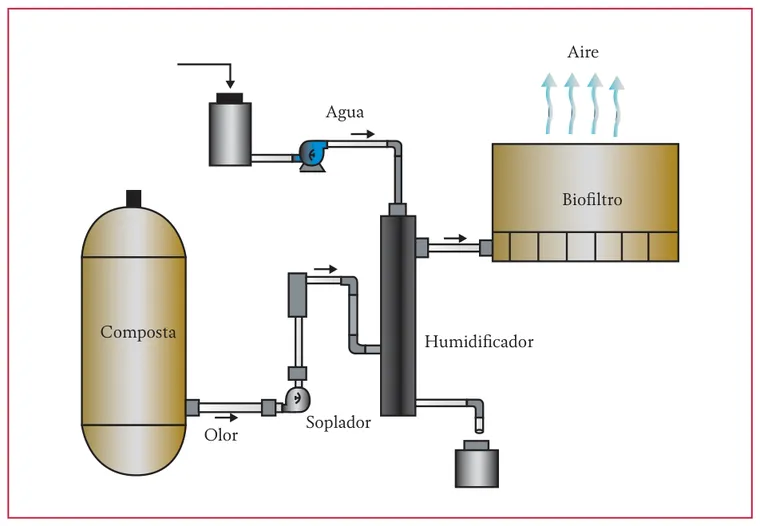 Aire
Agua
Biofiltro
Composta
Humidificador
Soplador
Olor